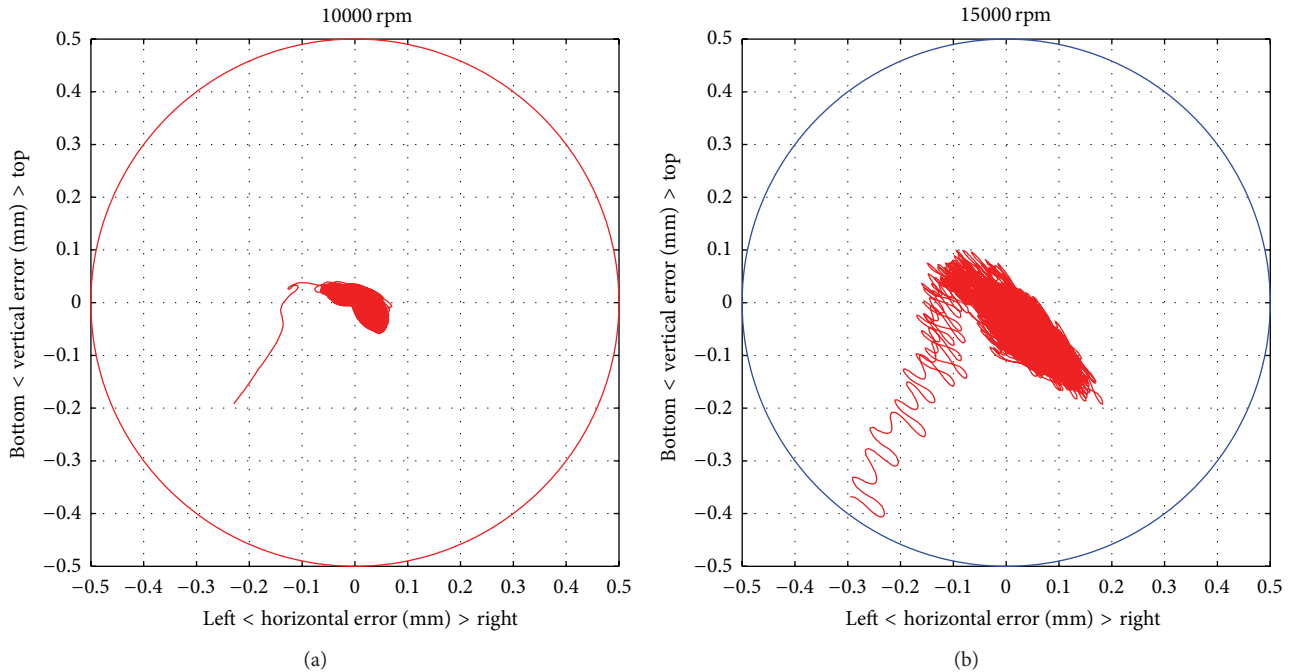 10000 rpm
0.5
0.4
0.3
0.2
0.1
0
−0.1
−0.2
−0.3
−0.4
−0.5
Bottom < vertical error (mm) > top
−0.5 −0.4 −0.3 −0.2 −0.1 0 0.1 0.2 0.3 0.4 0.5
Left < horizontal error (mm) > right
(a)
15000 rpm
0.5
0.4
0.3
0.2
0.1
0
−0.1
−0.2
−0.3
−0.4
−0.5
Bottom < vertical error (mm) > top
−0.5 −0.4 −0.3 −0.2 −0.1 0 0.1 0.2 0.3 0.4 0.5
Left < horizontal error (mm) > right
(b)